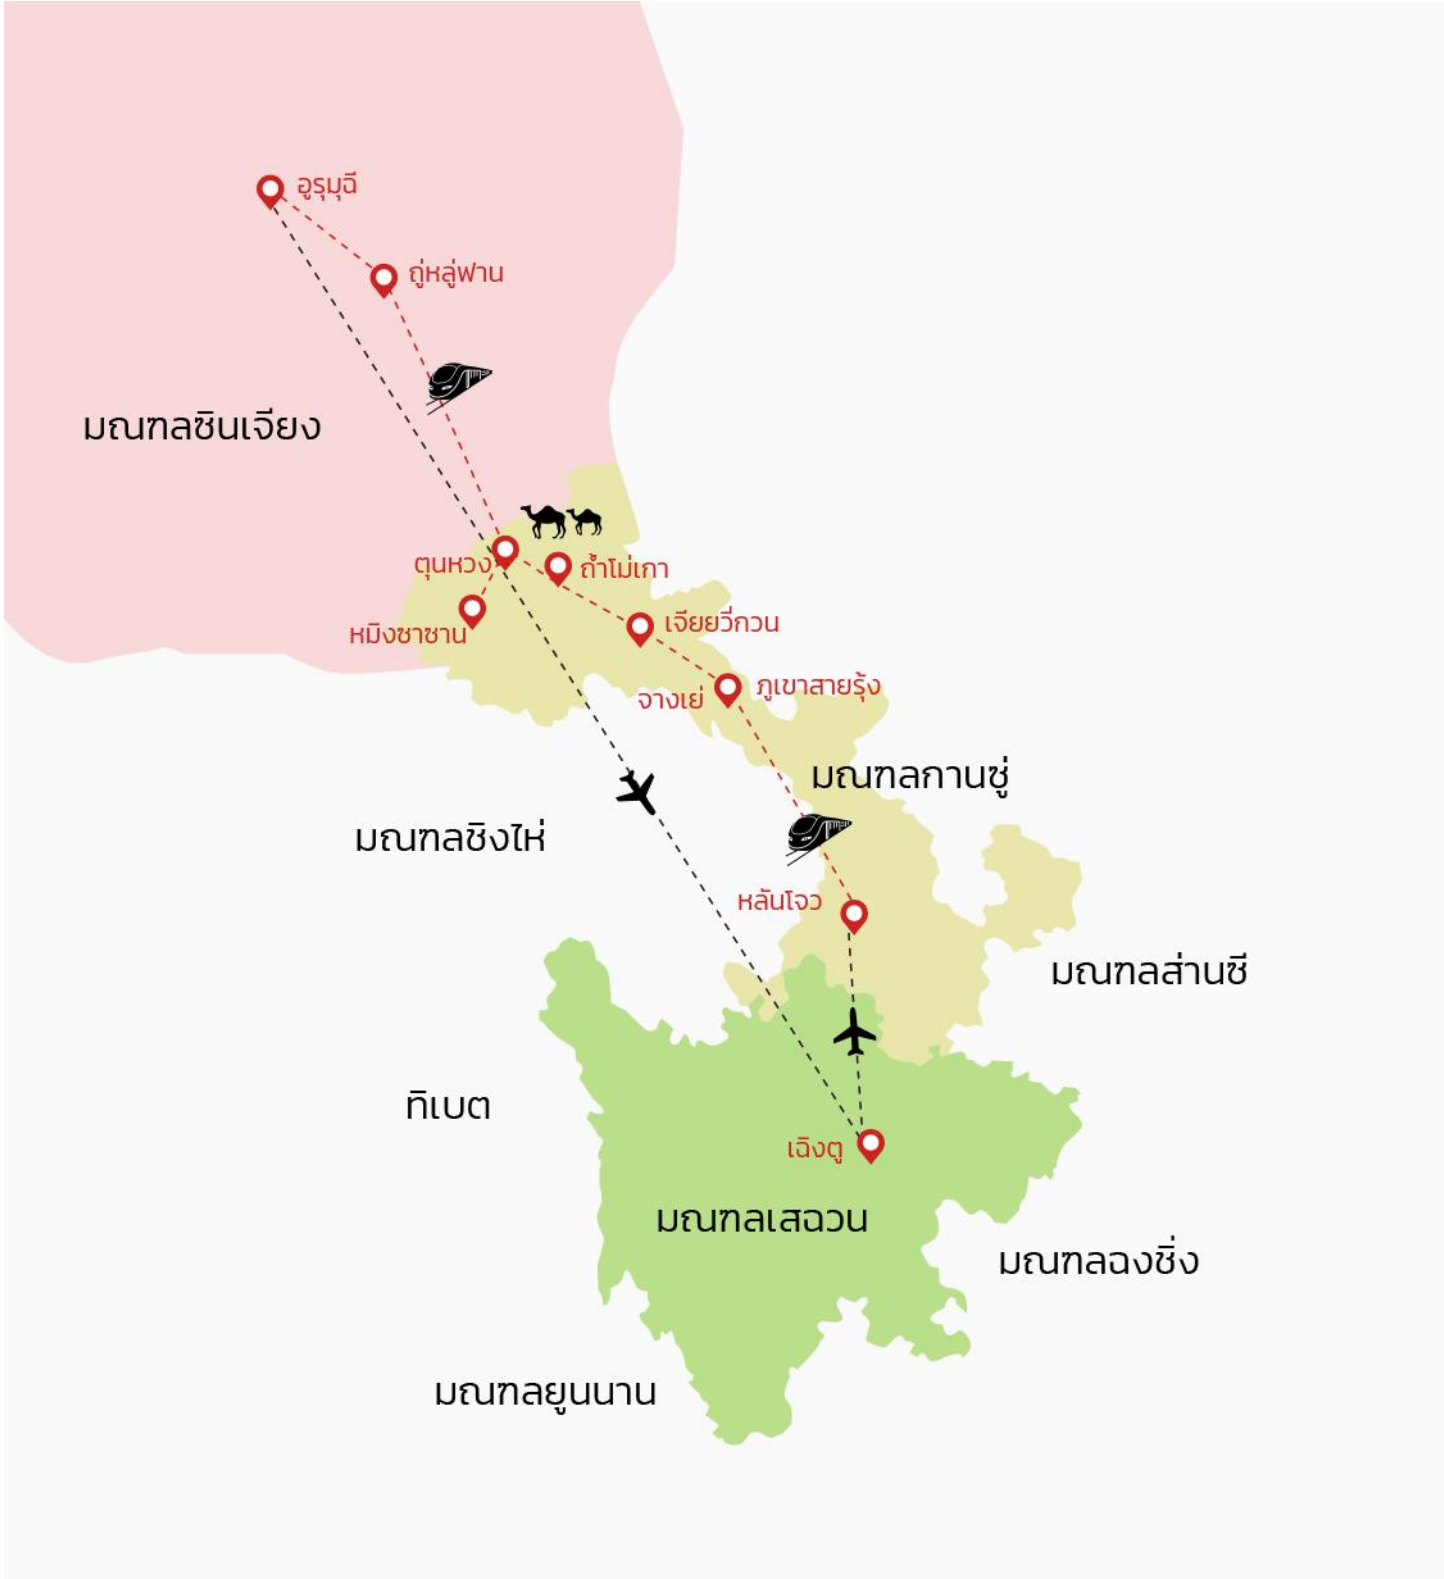 อูรุมุฉี
ถู่หลู่ฟาน
มณฑลซินเจียง
ตุนหวง
ถ้ำโม่เกา
หมิงซาซาน
เจียยวี่กวน
จางเย่
ภูเขาสายรุ้ง
มณฑลกานซู่
มณฑลชิงไห่
หลันโจว
มณฑลส่านซี
ทิเบต
เฉิงตู
มณฑลเสฉวน
มณฑลฉงชิ่ง
มณฑลยูนนาน